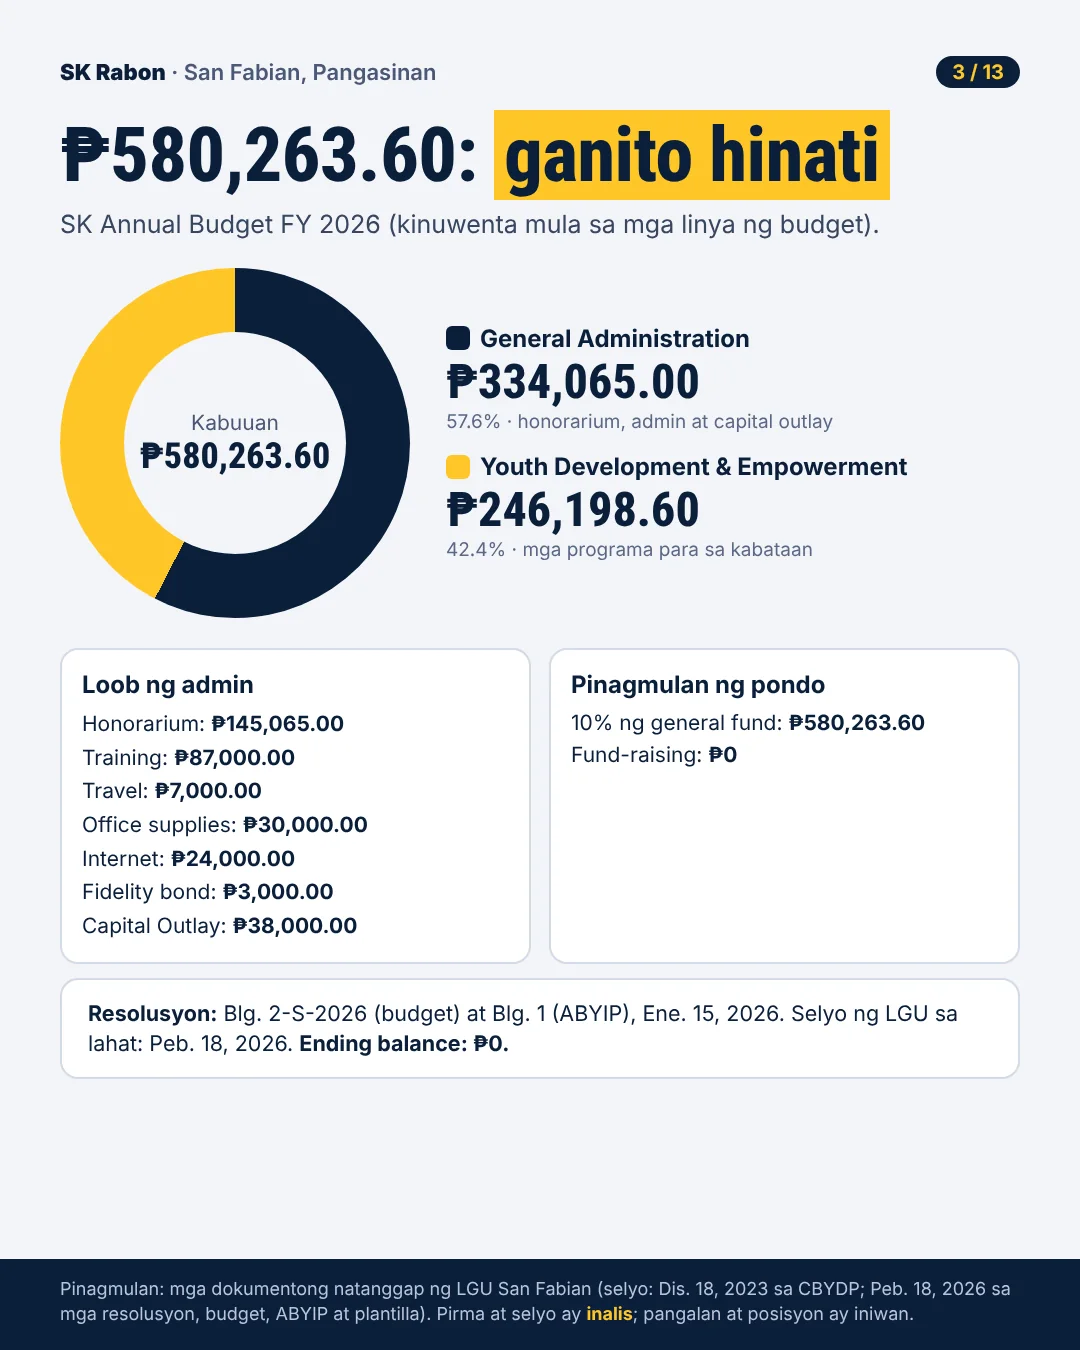 SK Rabon · San Fabian, Pangasinan
3 / 13
₱580,263.60: ganito hinati
SK Annual Budget FY 2026 (kinuwenta mula sa mga linya ng budget).
Kabuuan
₱580,263.60
General Administration
₱334,065.00
57.6% · honorarium, admin at capital outlay
Youth Development & Empowerment
₱246,198.60
42.4% · mga programa para sa kabataan
Loob ng admin
Honorarium: ₱145,065.00
Training: ₱87,000.00
Travel: ₱7,000.00
Office supplies: ₱30,000.00
Internet: ₱24,000.00
Fidelity bond: ₱3,000.00
Capital Outlay: ₱38,000.00
Pinagmulan ng pondo
10% ng general fund: ₱580,263.60
Fund-raising: ₱0
Resolusyon: Blg. 2-S-2026 (budget) at Blg. 1 (ABYIP), Ene. 15, 2026. Selyo ng LGU sa
lahat: Peb. 18, 2026. Ending balance: ₱0.
Pinagmulan: mga dokumentong natanggap ng LGU San Fabian (selyo: Dis. 18, 2023 sa CBYDP; Peb. 18, 2026 sa
mga resolusyon, budget, ABYIP at plantilla). Pirma at selyo ay inalis; pangalan at posisyon ay iniwan.